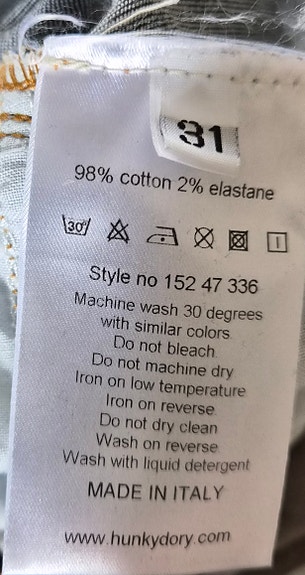 31
98% cotton 2% elastane
30°
Style no 152 47 336
Machine wash 30 degrees
with similar colors
Do not bleach
Do not machine dry
Iron on low temperature
Iron on reverse
Do not dry clean
Wash on reverse
Wash with liquid detergent
MADE IN ITALY
www.hunkydory.com